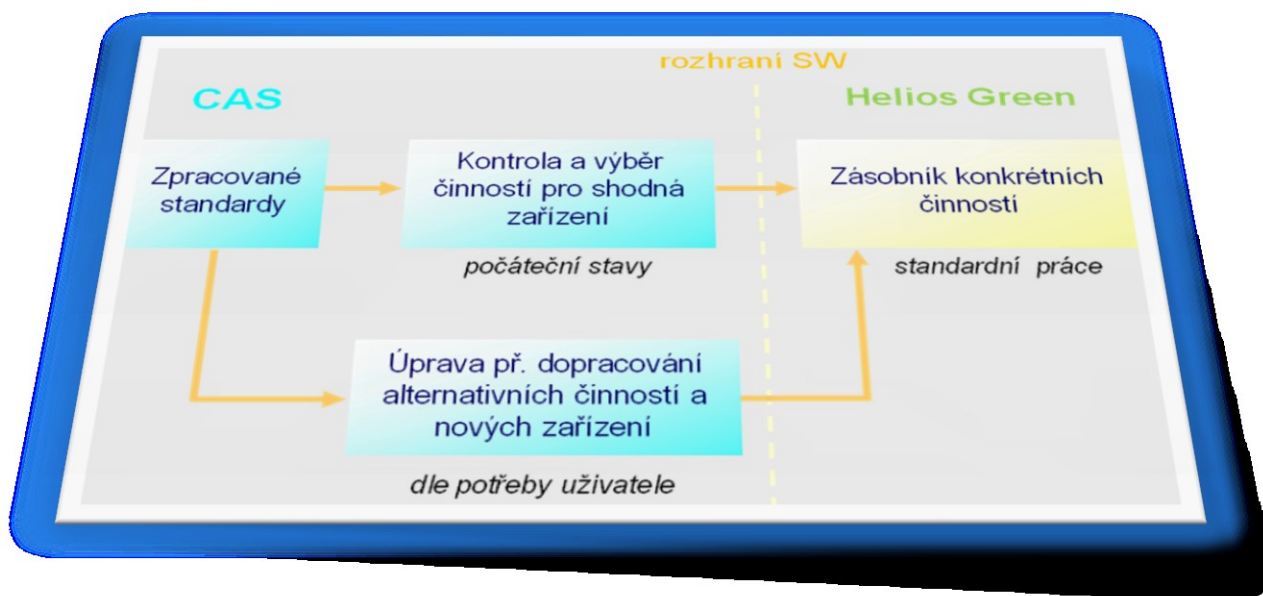 rozhraní SW
CAS
Helios Green
Zpracované
standardy
Kontrola a výběr
činností pro shodná
zařízení
Zásobník konkrétních
činností
počáteční stavy
standardní práce
Úprava př. dopracování
alternativních činností a
nových zařízení
dle potřeby uživatele